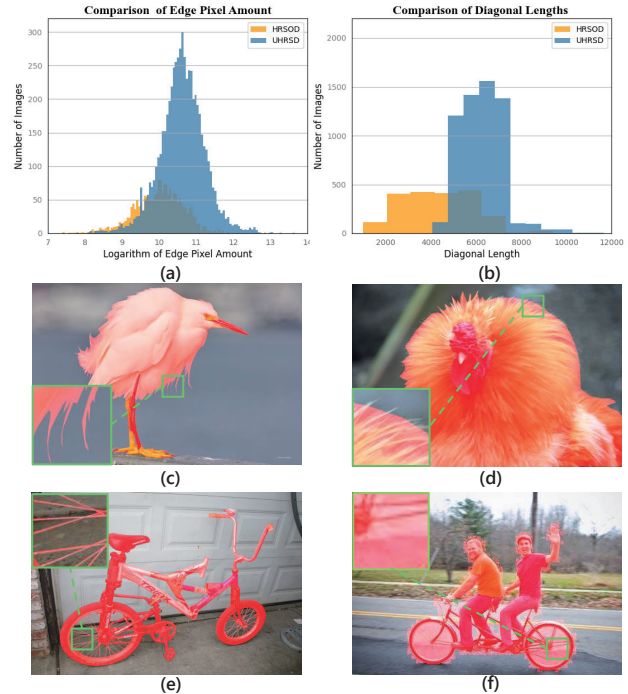 Comparison of Edge Pixel Amount
HRSOD
UHRSD
Number of Images
300
250
200
150
100
50
0
7 8 9 10 11 12 13 14
Logarithm of Edge Pixel Amount
(a)
Comparison of Diagonal Lengths
HRSOD
UHRSD
Number of Images
2000
1500
1000
500
0
2000 4000 6000 8000 10000 12000
Diagonal Length
(b)
(c)
(d)
(e)
(f)